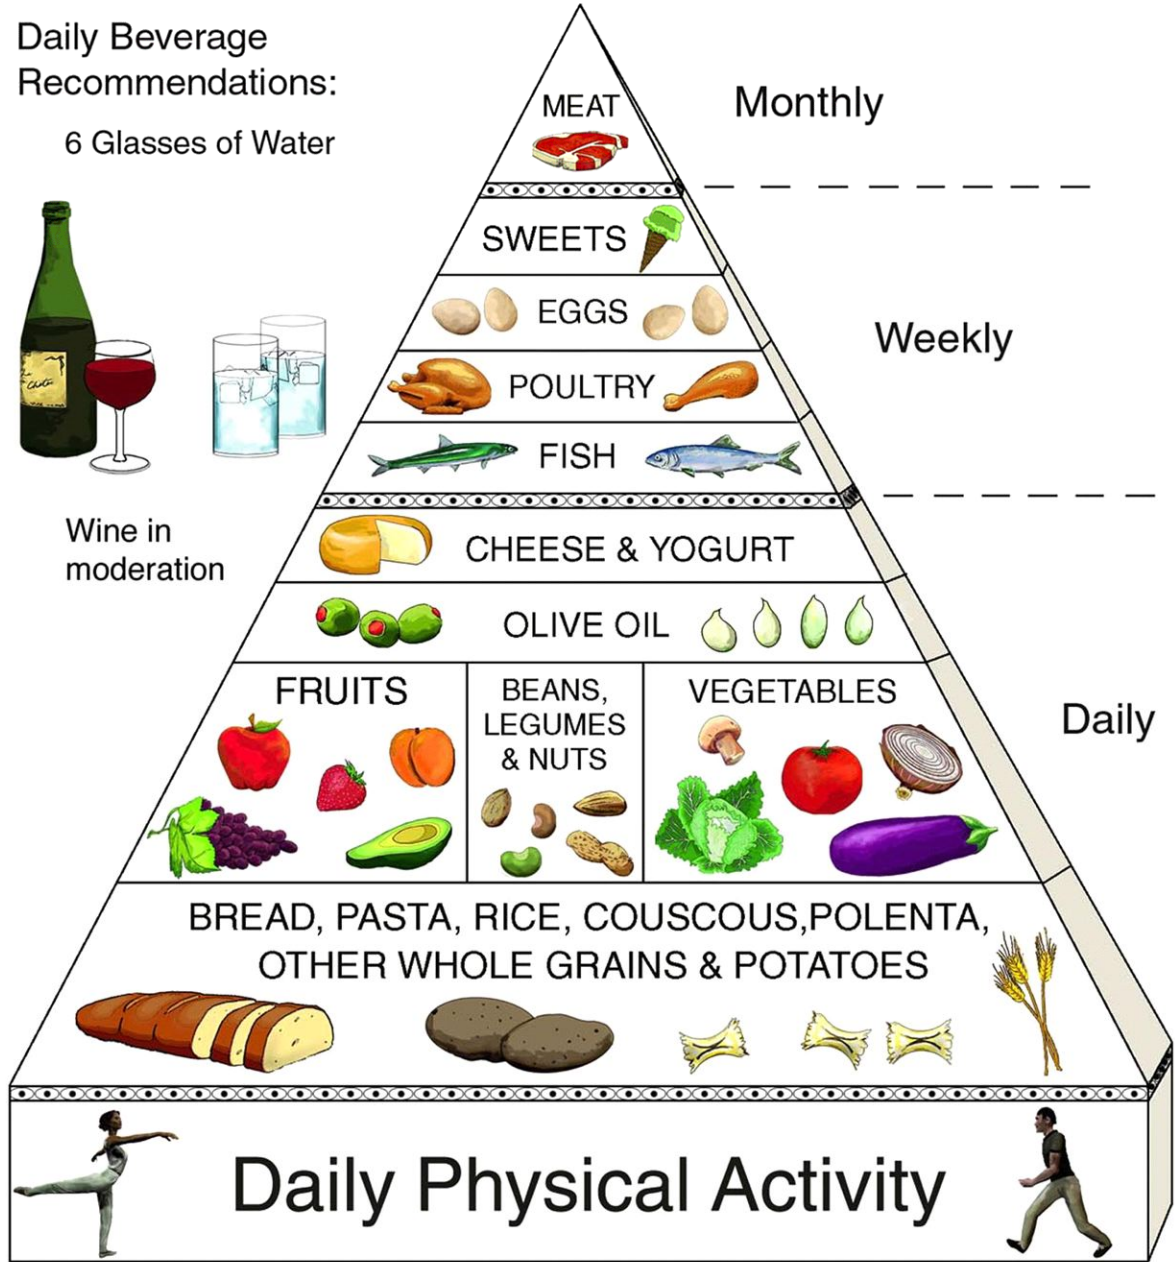 Daily Beverage
Recommendations:
6 Glasses of Water
Wine in
moderation
MEAT
Monthly
SWEETS
EGGS
Weekly
POULTRY
FISH
CHEESE & YOGURT
OLIVE OIL
FRUITS
BEANS,
LEGUMES
& NUTS
VEGETABLES
Daily
BREAD, PASTA, RICE, COUSCOUS,POLENTA,
OTHER WHOLE GRAINS & POTATOES
Daily Physical Activity